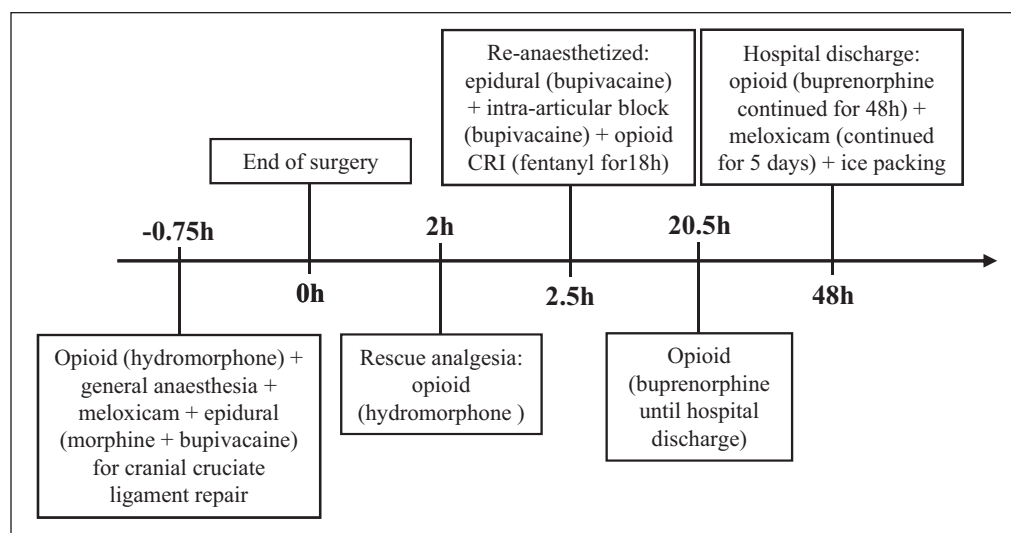 Re-anaesthetized:
epidural (bupivacaine)
+ intra-articular block
(bupivacaine) + opioid
CRI (fentanyl for18h)
Hospital discharge:
opioid (buprenorphine
continued for 48h) +
meloxicam (continued
for 5 days) + ice packing
End of surgery
-0.75h
2h
20.5h
0h
2.5h
48h
Opioid (hydromorphone) +
general anaesthesia +
meloxicam + epidural
(morphine + bupivacaine)
for cranial cruciate
ligament repair
Rescue analgesia:
opioid
(hydromorphone )
Opioid
(buprenorphine
until hospital
discharge)